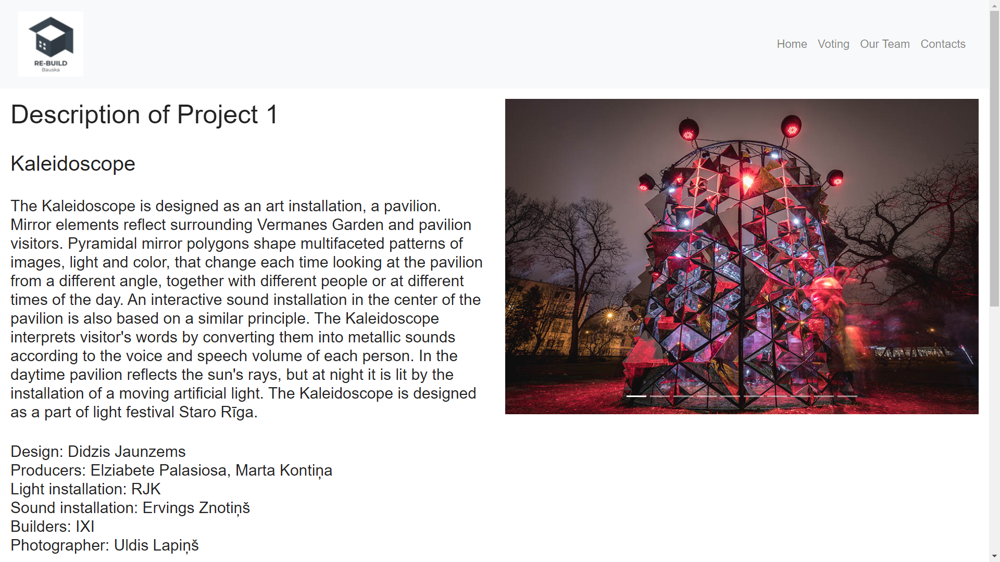 RE-BUILD
Bauska
Home Voting Our Team Contacts
Description of Project 1
Kaleidoscope
The Kaleidoscope is designed as an art installation, a pavilion.
Mirror elements reflect surrounding Vermanes Garden and pavilion
visitors. Pyramidal mirror polygons shape multifaceted patterns of
images, light and color, that change each time looking at the pavilion
from a different angle, together with different people or at different
times of the day. An interactive sound installation in the center of the
pavilion is also based on a similar principle. The Kaleidoscope
interprets visitor's words by converting them into metallic sounds
according to the voice and speech volume of each person. In the
daytime pavilion reflects the sun's rays, but at night it is lit by the
installation of a moving artificial light. The Kaleidoscope is designed
as a part of light festival Staro Rīga.
Design: Didzis Jaunzems
Producers: Elziabete Palasiosa, Marta Kontiņa
Light installation: RJK
Sound installation: Ervings Znotiņš
Builders: IXI
Photographer: Uldis Lapiņš